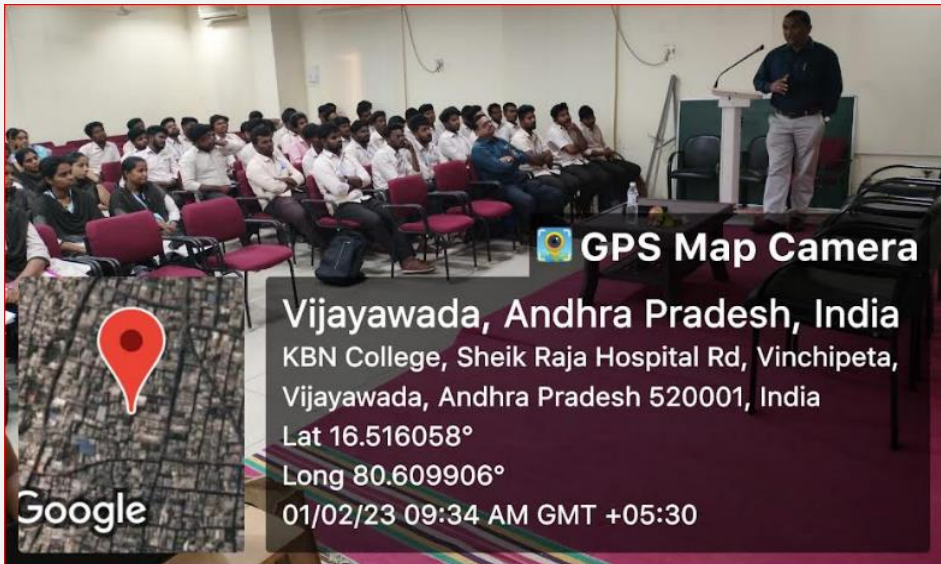 GPS Map Camera
Vijayawada, Andhra Pradesh, India
KBN College, Sheik Raja Hospital Rd, Vinchipeta,
Vijayawada, Andhra Pradesh 520001, India
Lat 16.516058°
Long 80.609906°
01/02/23 09:34 AM GMT +05:30
Google